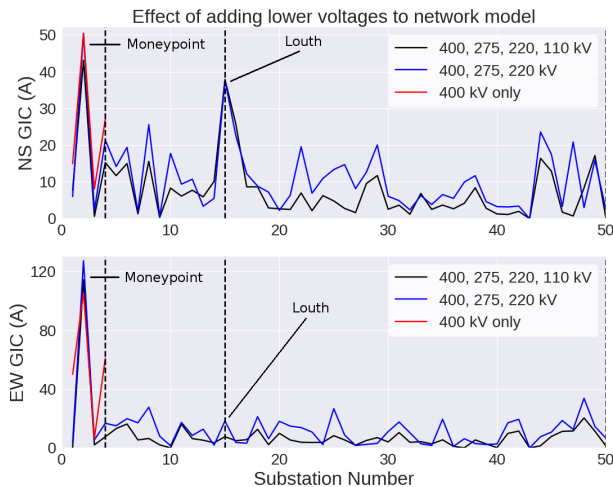 Effect of adding lower voltages to network model
50
40
30
20
10
0
NS GIC (A)
Moneypoint
Louth
400, 275, 220, 110 kV
400, 275, 220 kV
400 kV only
0
10
20
30
40
50
120
80
40
0
EW GIC (A)
Moneypoint
Louth
400, 275, 220, 110 kV
400, 275, 220 kV
400 kV only
0
10
20
30
40
50
Substation Number